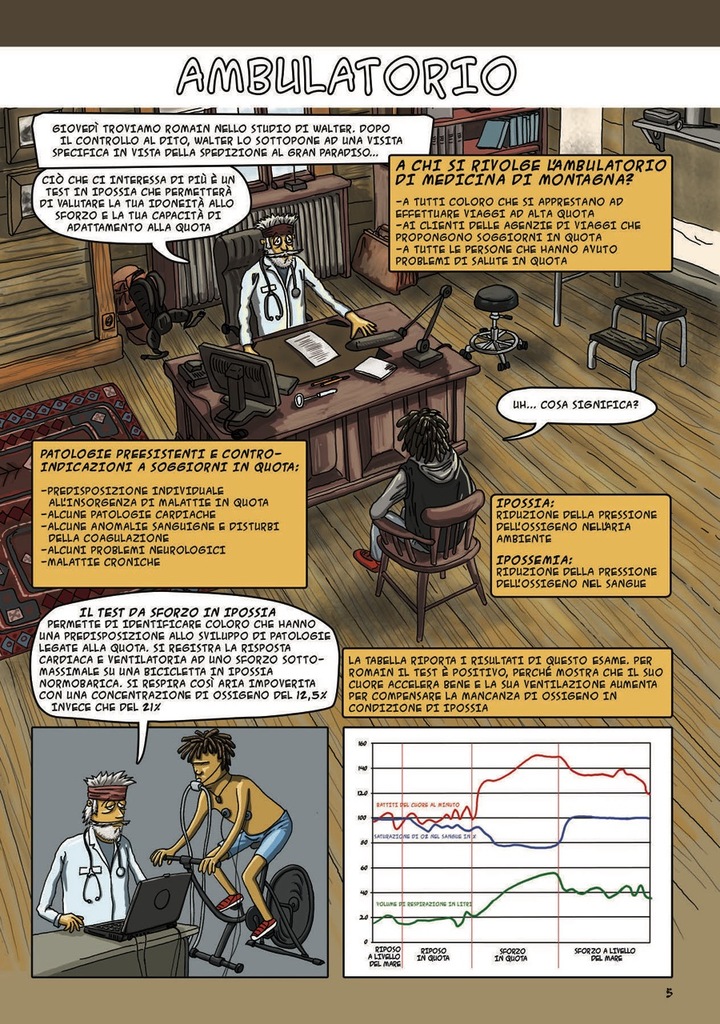 AMBULATORIO
GIOVEDÌ TROVIAMO ROMAIN NELLO STUDIO DI WALTER. DOPO
IL CONTROLLO AL DITO, WALTER LO SOTTOPONE AD UNA VISITA
SPECIFICA IN VISTA DELLA SPEDIZIONE AL GRAN PARADISO...
CIÒ CHE CI INTERESSA DI PIÙ È UN
TEST IN IPOSSIA CHE PERMETTERÀ
DI VALUTARE LA TUA IDONEITÀ ALLO
SFORZO E LA TUA CAPACITÀ DI
ADATTAMENTO ALLA QUOTA
A CHI SI RIVOLGE L'AMBULATORIO
DI MEDICINA DI MONTAGNA?
-A TUTTI COLORO CHE SI APPRESTANO AD
EFFETTUARE VIAGGI AD ALTA QUOTA
-AI CLIENTI DELLE AGENZIE DI VIAGGI CHE
PROPONGONO SOGGIORNI IN QUOTA
-A TUTTE LE PERSONE CHE HANNO AVUTO
PROBLEMI DI SALUTE IN QUOTA
UH... COSA SIGNIFICA?
PATOLOGIE PREESISTENTI E CONTRO-
INDICAZIONI A SOGGIORNI IN QUOTA:
-PREDISPOSIZIONE INDIVIDUALE
ALL'INSORGENZA DI MALATTIE IN QUOTA
-ALCUNE PATOLOGIE CARDIACHE
-ALCUNE ANOMALIE SANGUIGNE E DISTURBI
DELLA COAGULAZIONE
-ALCUNI PROBLEMI NEUROLOGICI
-MALATTIE CRONICHE
IPOSSIA:
RIDUZIONE DELLA PRESSIONE
DELL'OSSIGENO NELL'ARIA
AMBIENTE
IPOSSEMIA:
RIDUZIONE DELLA PRESSIONE
DELL'OSSIGENO NEL SANGUE
IL TEST DA SFORZO IN IPOSSIA
PERMETTE DI IDENTIFICARE COLORO CHE HANNO
UNA PREDISPOSIZIONE ALLO SVILUPPO DI PATOLOGIE
LEGATE ALLA QUOTA. SI REGISTRA LA RISPOSTA
CARDIACA E VENTILATORIA AD UNO SFORZO SOTTO-
MASSIMALE SU UNA BICICLETTA IN IPOSSIA
NORMOBARICA. SI RESPIRA COSÌ ARIA IMPOVERITA
CON UNA CONCENTRAZIONE DI OSSIGENO DEL 12,5%
INVECE CHE DEL 21%
LA TABELLA RIPORTA I RISULTATI DI QUESTO ESAME. PER
ROMAIN IL TEST È POSITIVO, PERCHÉ MOSTRA CHE IL SUO
CUORE ACCELERA BENE E LA SUA VENTILAZIONE AUMENTA
PER COMPENSARE LA MANCANZA DI OSSIGENO IN
CONDIZIONE DI IPOSSIA
160
140
120
100
80
60
40
20
0
BATTITI DEL CUORE AL MINUTO
SATURAZIONE DI O2 NEL SANGUE IN %
VOLUME DI RESPIRAZIONE IN LITRI
RIPOSO
A LIVELLO
DEL MARE
RIPOSO
IN QUOTA
SFORZO
IN QUOTA
SFORZO A LIVELLO
DEL MARE
5